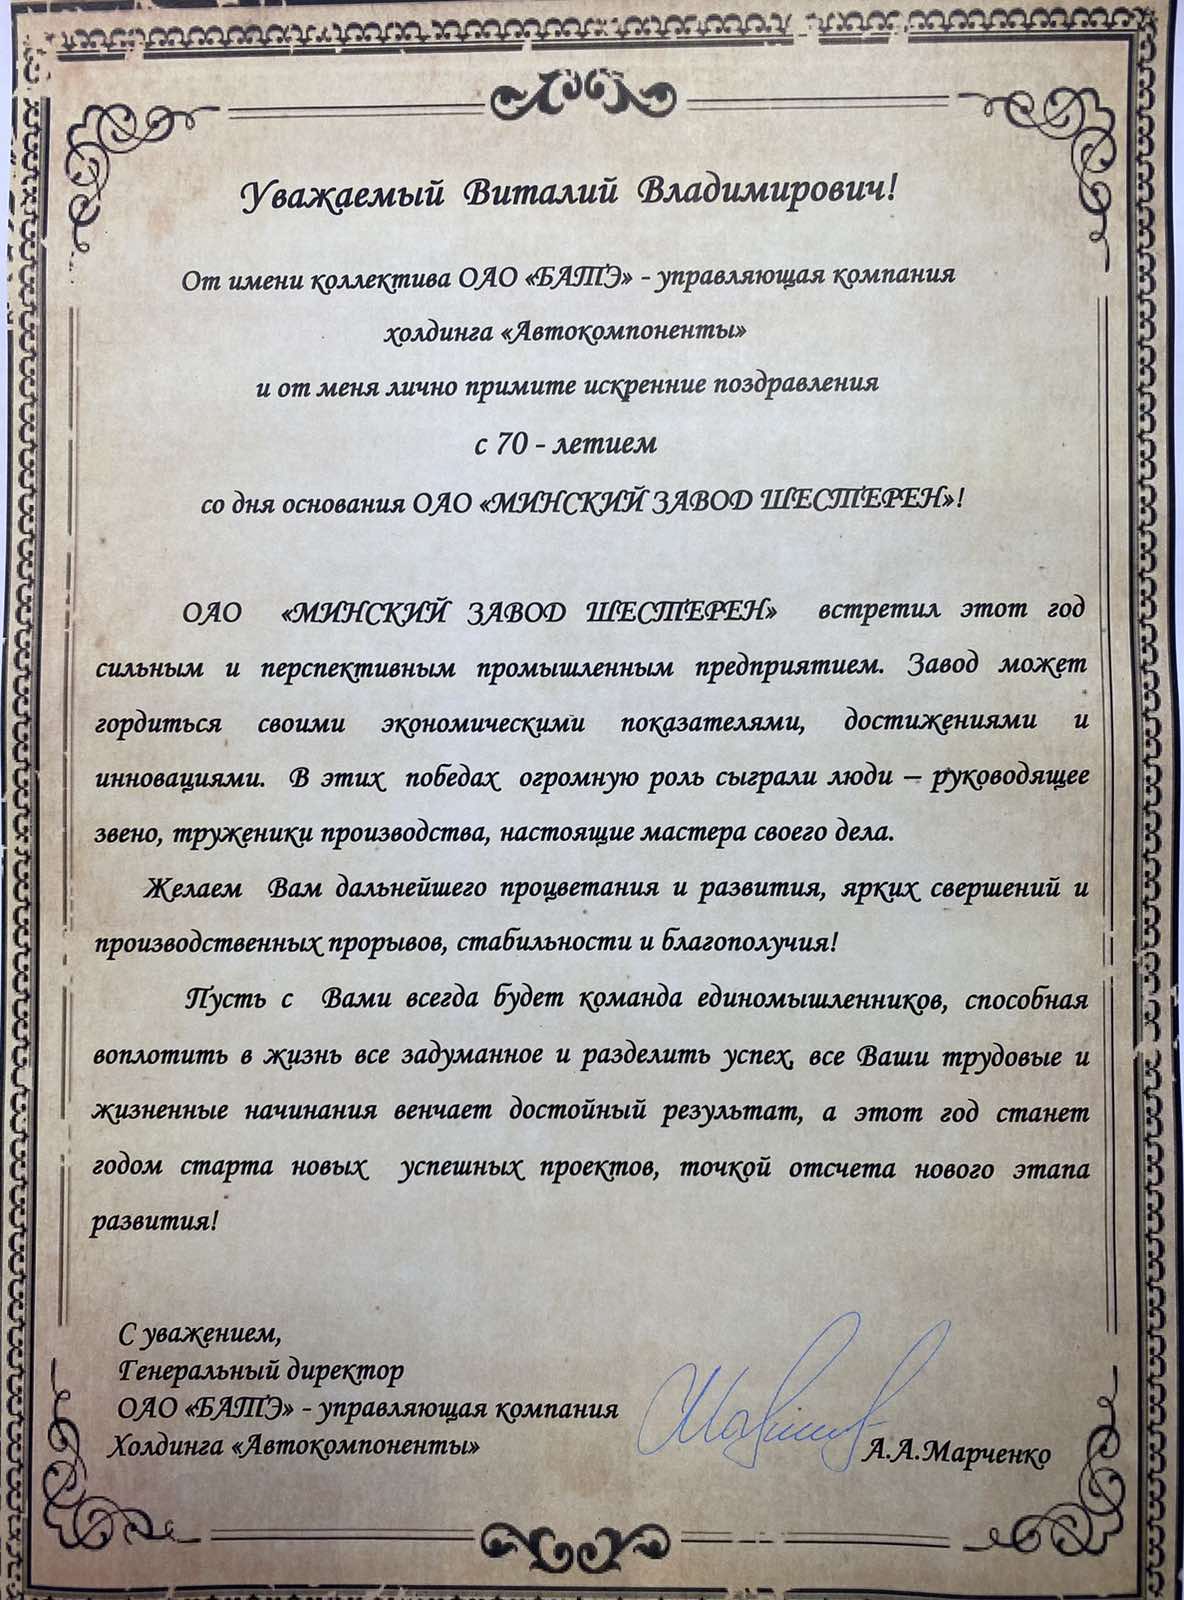 Уважаемый Виталий Владимирович!
От имени коллектива ОАО «БАТЭ» - управляющая компания
холдинга «Автокомпоненты»
и от меня лично примите искренние поздравления
с 70 - летием
со дня основания ОАО «МИНСКИЙ ЗАВОД ШЕСТЕРЕН»!
ОАО «МИНСКИЙ ЗАВОД ШЕСТЕРЕН» встретил этот год
сильным и перспективным промышленным предприятием. Завод может
гордиться своими экономическими показателями, достижениями и
инновациями. В этих победах огромную роль сыграли люди – руководящее
звено, труженики производства, настоящие мастера своего дела.
Желаем Вам дальнейшего процветания и развития, ярких свершений и
производственных прорывов, стабильности и благополучия!
Пусть с Вами всегда будет команда единомышленников, способная
воплотить в жизнь все задуманное и разделить успех, все Ваши трудовые и
жизненные начинания венчает достойный результат, а этот год станет
годом старта новых успешных проектов, точкой отсчета нового этапа
развития!
С уважением,
Генеральный директор
ОАО «БАТЭ» - управляющая компания
Холдинга «Автокомпоненты»
А.А.Марченко